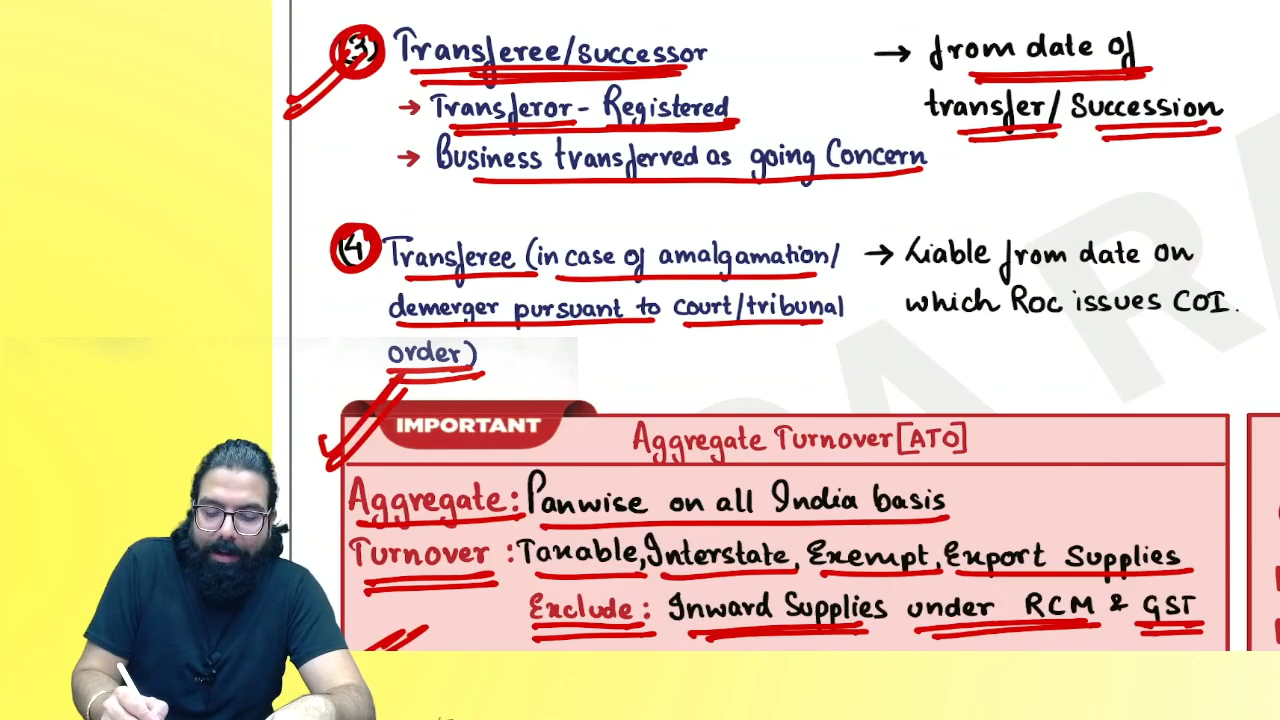 (3) Transferee/successor → from date of
→ Transferor - Registered transfer/ Succession
→ Business transferred as going Concern
(4) Transferee (in case of amalgamation/ → Liable from date on
demerger pursuant to court/tribunal which ROC issues COI.
order)
IMPORTANT Aggregate Turnover [ATO]
Aggregate: Panwise on all India basis
Turnover : Taxable, Interstate, Exempt, Export Supplies
Exclude: Inward Supplies under RCM & GST